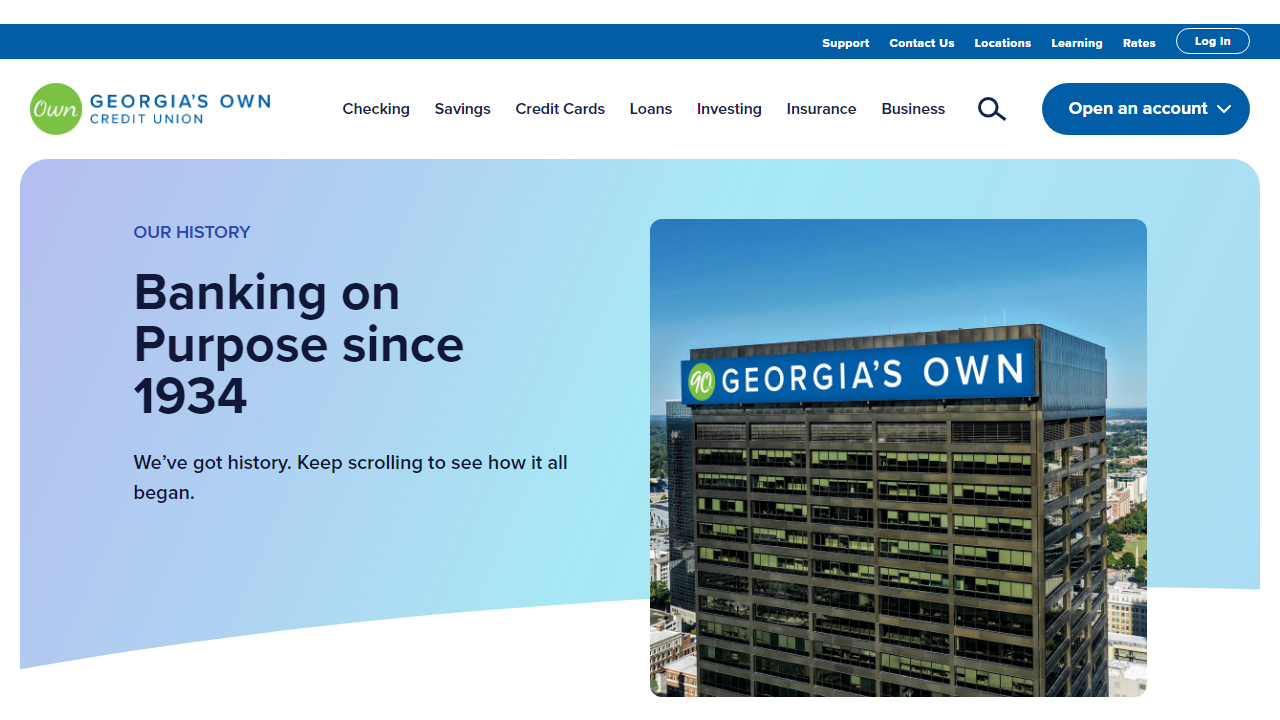 Support Contact Us Locations Learning Rates Log In
Own GEORGIA'S OWN
CREDIT UNION
Checking Savings Credit Cards Loans Investing Insurance Business Open an account
OUR HISTORY
Banking on
Purpose since
1934
We’ve got history. Keep scrolling to see how it all
began.
90 GEORGIA'S OWN